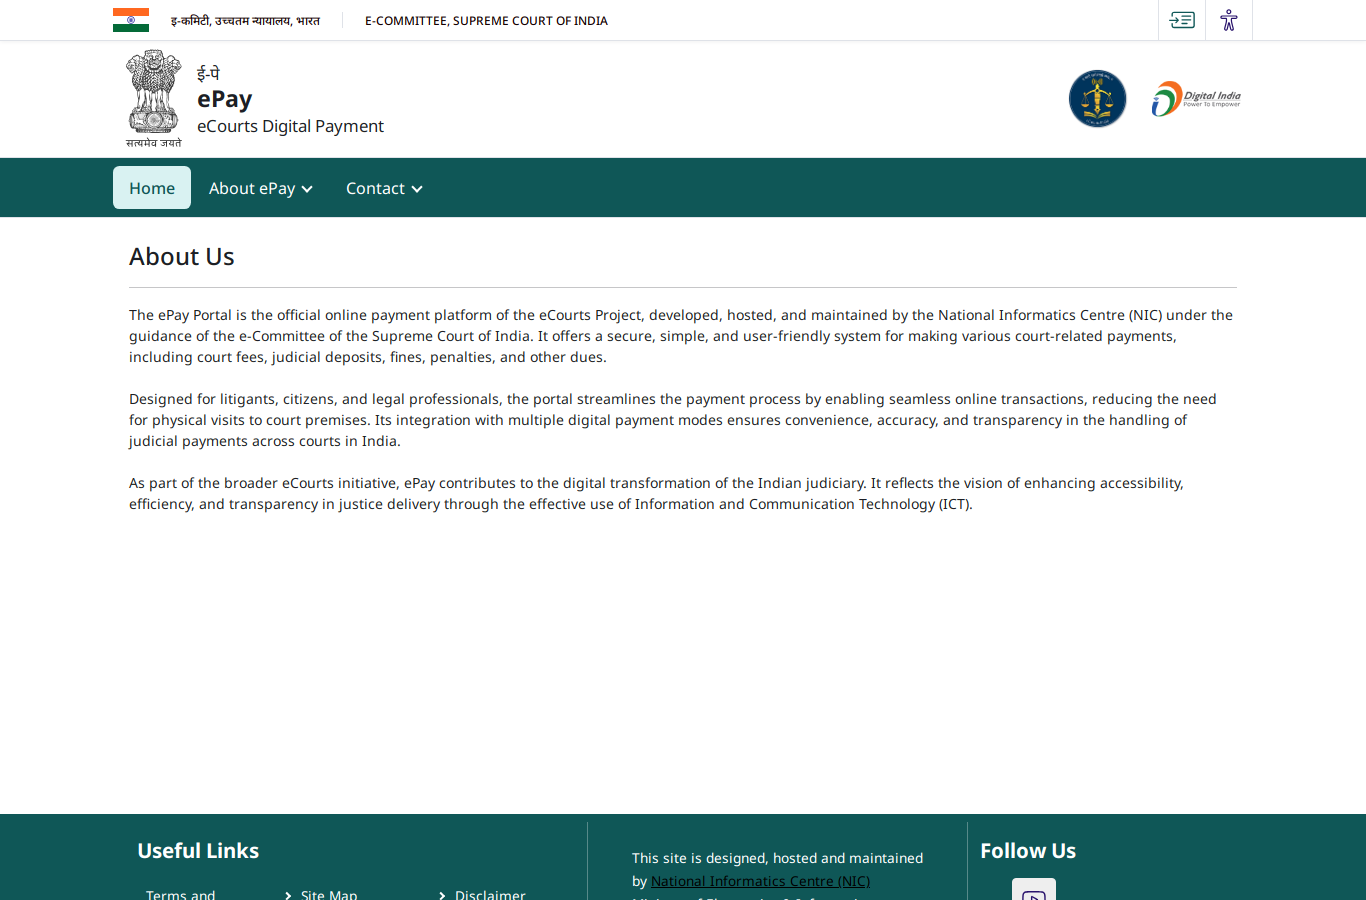 इ-कमिटी, उच्चतम न्यायालय, भारत
E-COMMITTEE, SUPREME COURT OF INDIA
सत्यमेव जयते
ई-पे
ePay
eCourts Digital Payment
Digital India
Power To Empower
Home
About ePay
Contact
About Us
The ePay Portal is the official online payment platform of the eCourts Project, developed, hosted, and maintained by the National Informatics Centre (NIC) under the
guidance of the e-Committee of the Supreme Court of India. It offers a secure, simple, and user-friendly system for making various court-related payments,
including court fees, judicial deposits, fines, penalties, and other dues.
Designed for litigants, citizens, and legal professionals, the portal streamlines the payment process by enabling seamless online transactions, reducing the need
for physical visits to court premises. Its integration with multiple digital payment modes ensures convenience, accuracy, and transparency in the handling of
judicial payments across courts in India.
As part of the broader eCourts initiative, ePay contributes to the digital transformation of the Indian judiciary. It reflects the vision of enhancing accessibility,
efficiency, and transparency in justice delivery through the effective use of Information and Communication Technology (ICT).
Useful Links
Terms and
Site Map
Disclaimer
This site is designed, hosted and maintained
by National Informatics Centre (NIC)
Follow Us